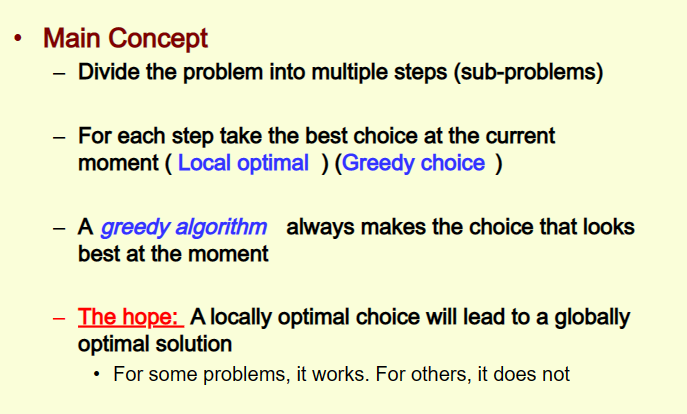 • Main Concept
– Divide the problem into multiple steps (sub-problems)
– For each step take the best choice at the current
moment ( Local optimal ) (Greedy choice )
– A greedy algorithm always makes the choice that looks
best at the moment
– The hope: A locally optimal choice will lead to a globally
optimal solution
• For some problems, it works. For others, it does not